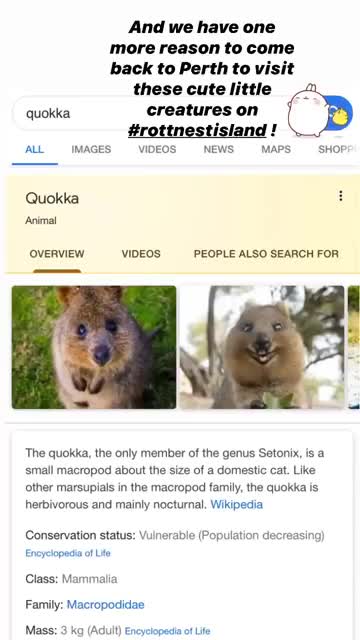 And we have one
more reason to come
back to Perth to visit
these cute little
creatures on
#rottnestisland !
quokka
ALL IMAGES VIDEOS NEWS MAPS SHOPP
Quokka
Animal
OVERVIEW VIDEOS PEOPLE ALSO SEARCH FOR
The quokka, the only member of the genus Setonix, is a
small macropod about the size of a domestic cat. Like
other marsupials in the macropod family, the quokka is
herbivorous and mainly nocturnal. Wikipedia
Conservation status: Vulnerable (Population decreasing)
Encyclopedia of Life
Class: Mammalia
Family: Macropodidae
Mass: 3 kg (Adult) Encyclopedia of Life